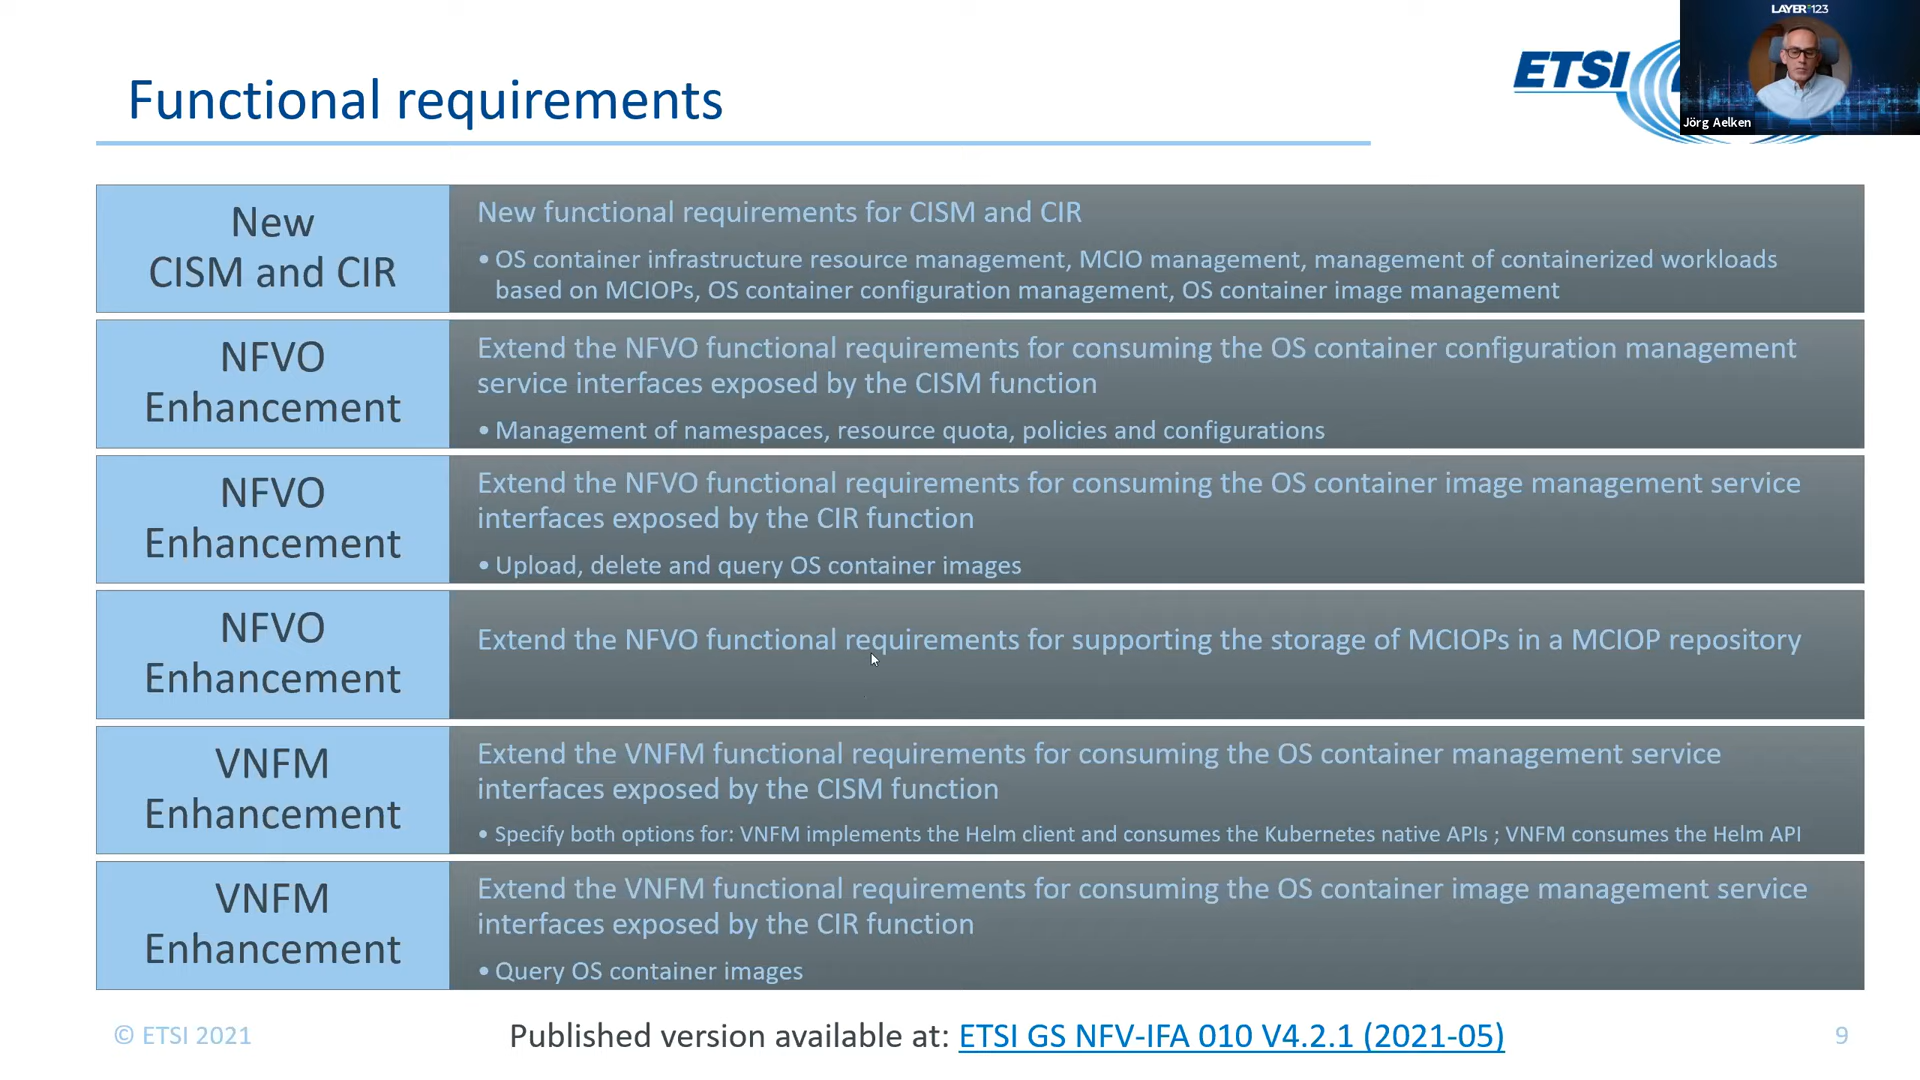 LAYER 123
ETSI
Jörg Aelken
Functional requirements
New
CISM and CIR
New functional requirements for CISM and CIR
• OS container infrastructure resource management, MCIO management, management of containerized workloads
based on MCIOPs, OS container configuration management, OS container image management
NFVO
Enhancement
Extend the NFVO functional requirements for consuming the OS container configuration management
service interfaces exposed by the CISM function
• Management of namespaces, resource quota, policies and configurations
NFVO
Enhancement
Extend the NFVO functional requirements for consuming the OS container image management service
interfaces exposed by the CIR function
• Upload, delete and query OS container images
NFVO
Enhancement
Extend the NFVO functional requirements for supporting the storage of MCIOPs in a MCIOP repository
VNFM
Enhancement
Extend the VNFM functional requirements for consuming the OS container management service
interfaces exposed by the CISM function
• Specify both options for: VNFM implements the Helm client and consumes the Kubernetes native APIs ; VNFM consumes the Helm API
VNFM
Enhancement
Extend the VNFM functional requirements for consuming the OS container image management service
interfaces exposed by the CIR function
• Query OS container images
© ETSI 2021
Published version available at: ETSI GS NFV-IFA 010 V4.2.1 (2021-05)
9